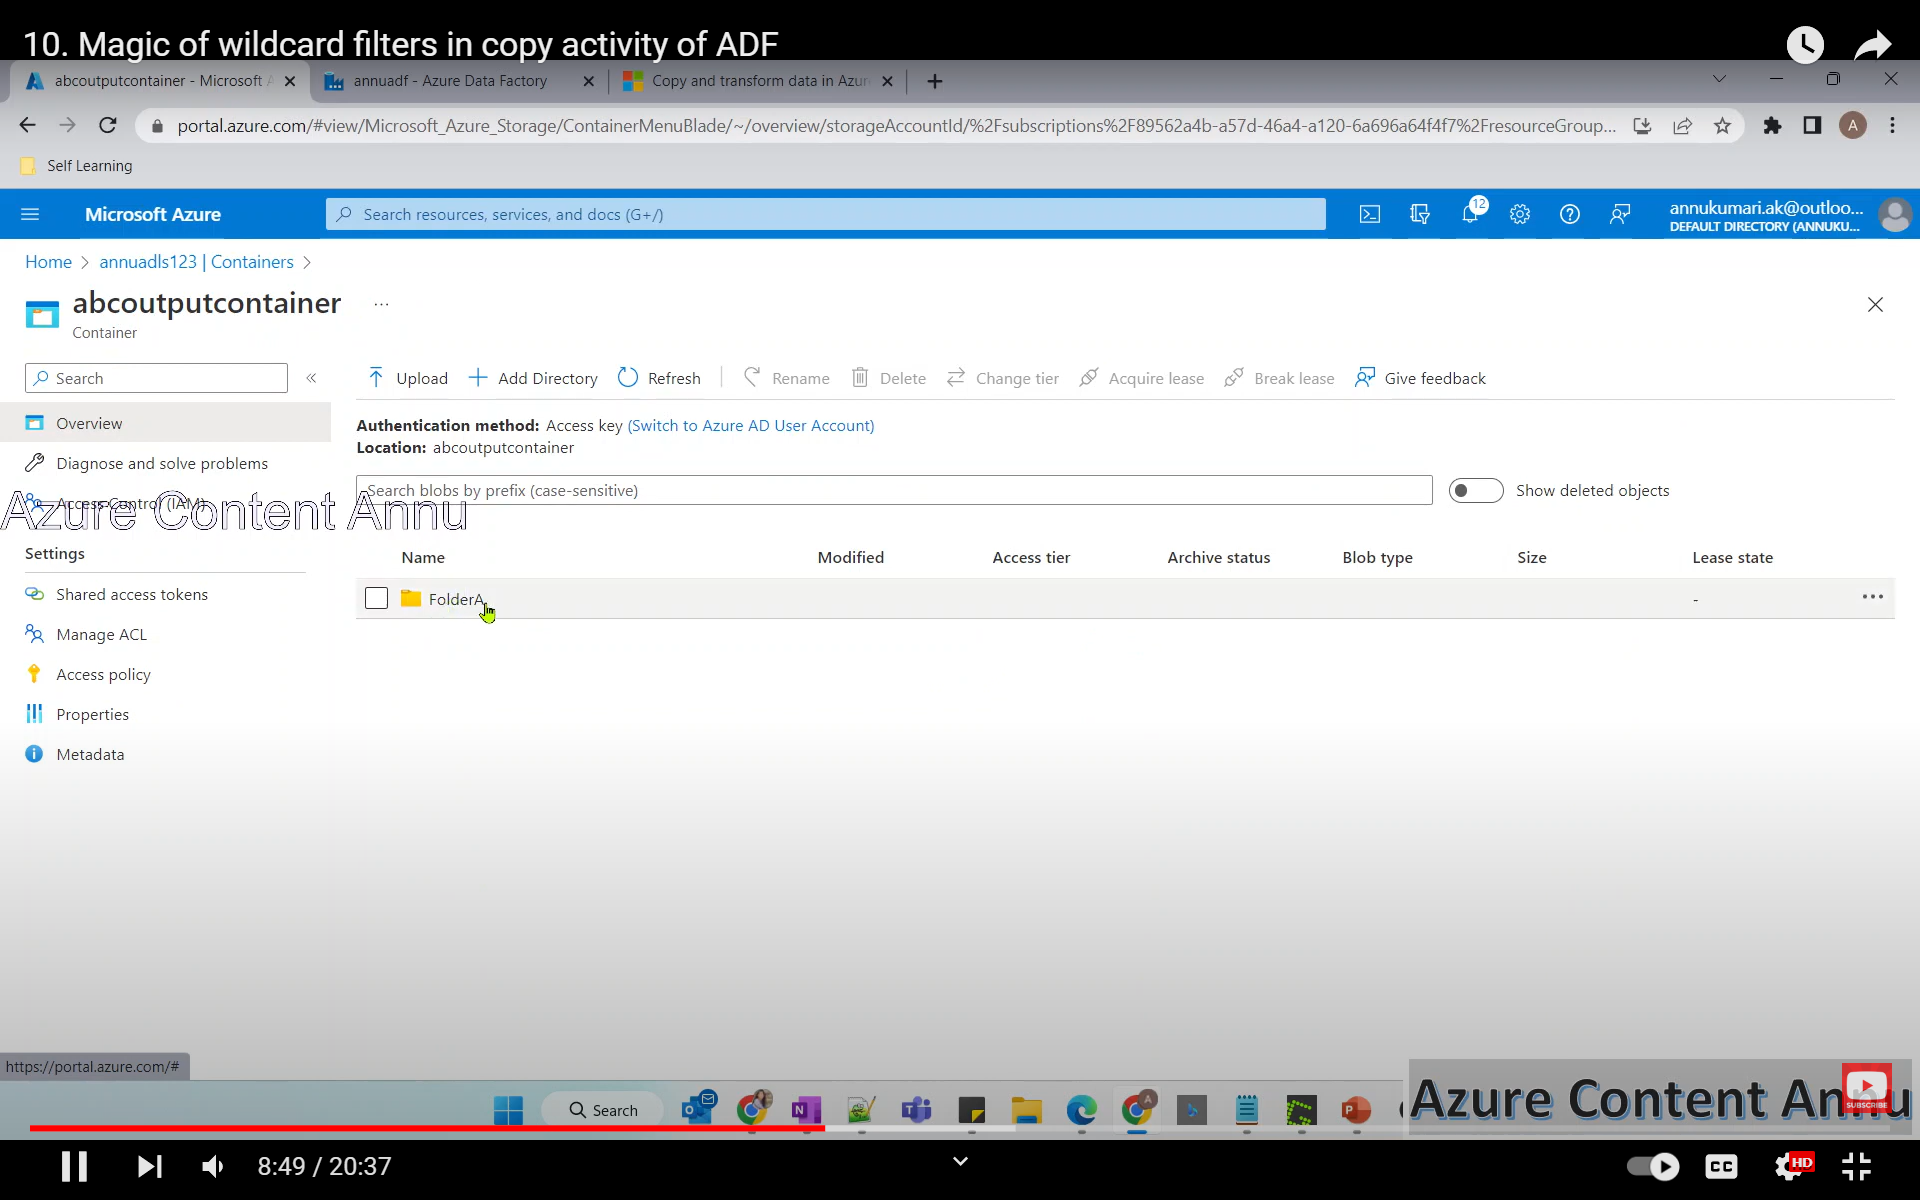 10. Magic of wildcard filters in copy activity of ADF
abcoutputcontainer - Microsoft A
annuadf - Azure Data Factory
Copy and transform data in Azur
portal.azure.com/#view/Microsoft_Azure_Storage/ContainerMenuBlade/~/overview/storageAccountId/%2Fsubscriptions%2F89562a4b-a57d-46a4-a120-6a696a64f4f7%2FresourceGroup...
A
Self Learning
Microsoft Azure
Search resources, services, and docs (G+/)
12
annukumari.ak@outloo...
DEFAULT DIRECTORY (ANNUKU...
Home > annuadls123 | Containers >
abcoutputcontainer ...
Container
Search
«
Upload
Add Directory
Refresh
Rename
Delete
Change tier
Acquire lease
Break lease
Give feedback
Overview
Authentication method: Access key (Switch to Azure AD User Account)
Location: abcoutputcontainer
Diagnose and solve problems
Search blobs by prefix (case-sensitive)
Show deleted objects
Access Control (IAM)
Azure Content Annu
Settings
Name
Modified
Access tier
Archive status
Blob type
Size
Lease state
Shared access tokens
FolderA
-
...
Manage ACL
Access policy
Properties
Metadata
https://portal.azure.com/#
Search
Azure Content Annu
SUBSCRIBE
8:49 / 20:37
CC
HD